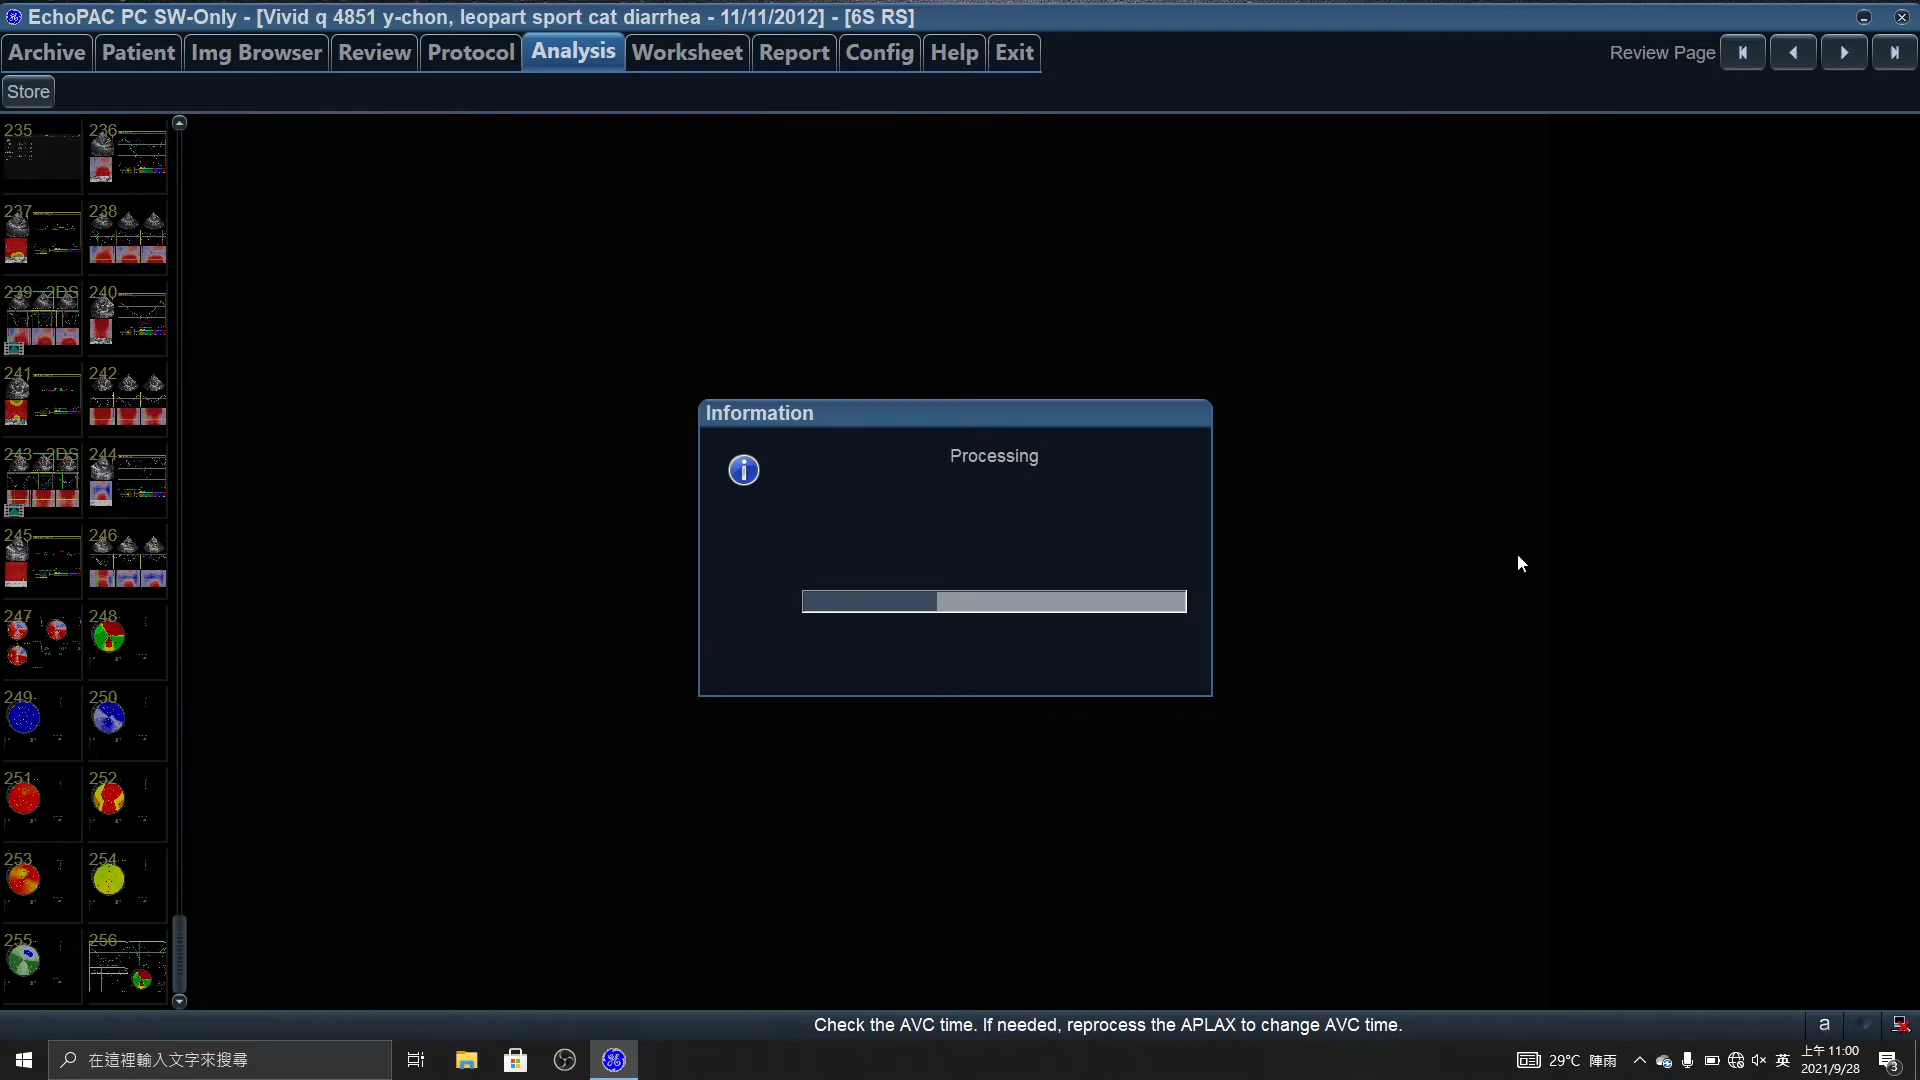 EchoPAC PC SW-Only - [Vivid q 4851 y-chon, leopart sport cat diarrhea - 11/11/2012] - [6S RS]
Archive Patient Img Browser Review Protocol Analysis Worksheet Report Config Help Exit Review Page
Store
235 236
237 238
239 2DS 240
241 242
243 2DS 244
245 246
247 248
249 250
251 252
253 254
255 256
Information
Processing
Check the AVC time. If needed, reprocess the APLAX to change AVC time.
a
在這裡輸入文字來搜尋
29°C 陣雨
英
上午 11:00
2021/9/28
3